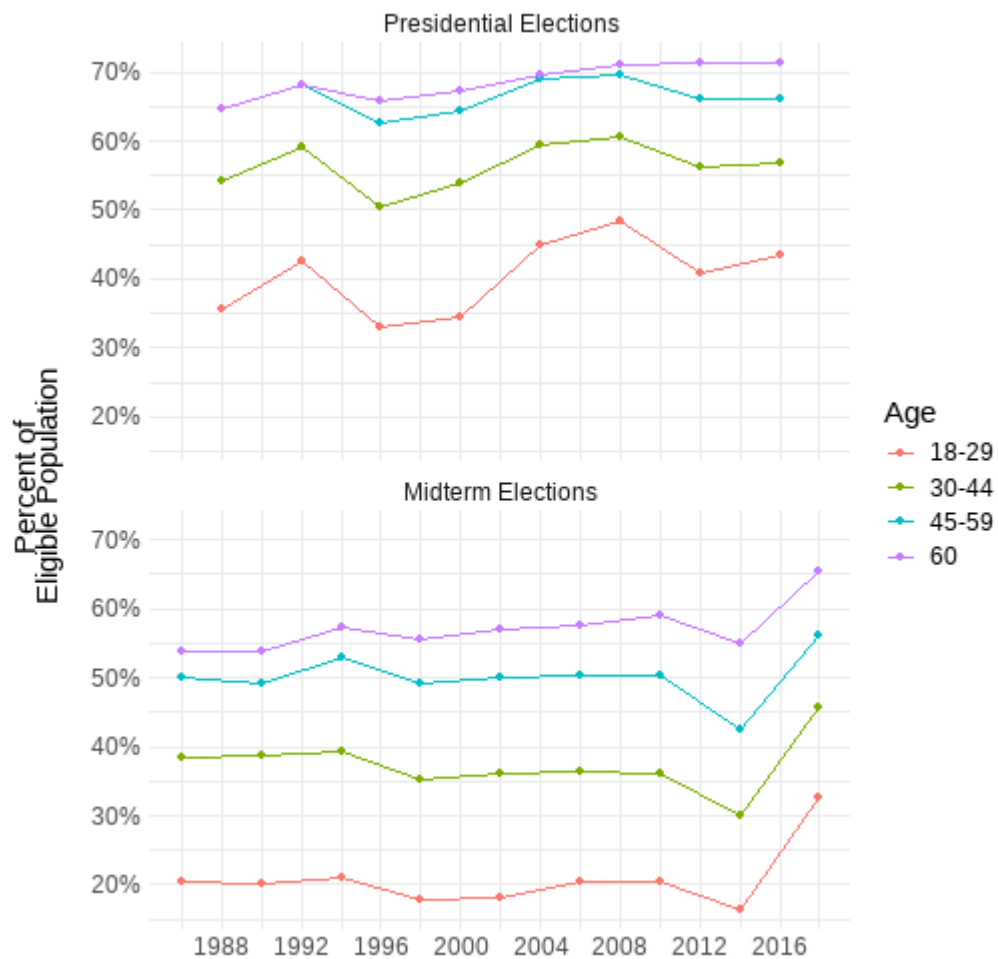 Presidential Elections
70%
60%
50%
40%
30%
20%
Percent of
Eligible Population
Midterm Elections
70%
60%
50%
40%
30%
20%
1988 1992 1996 2000 2004 2008 2012 2016
Age
18-29
30-44
45-59
60